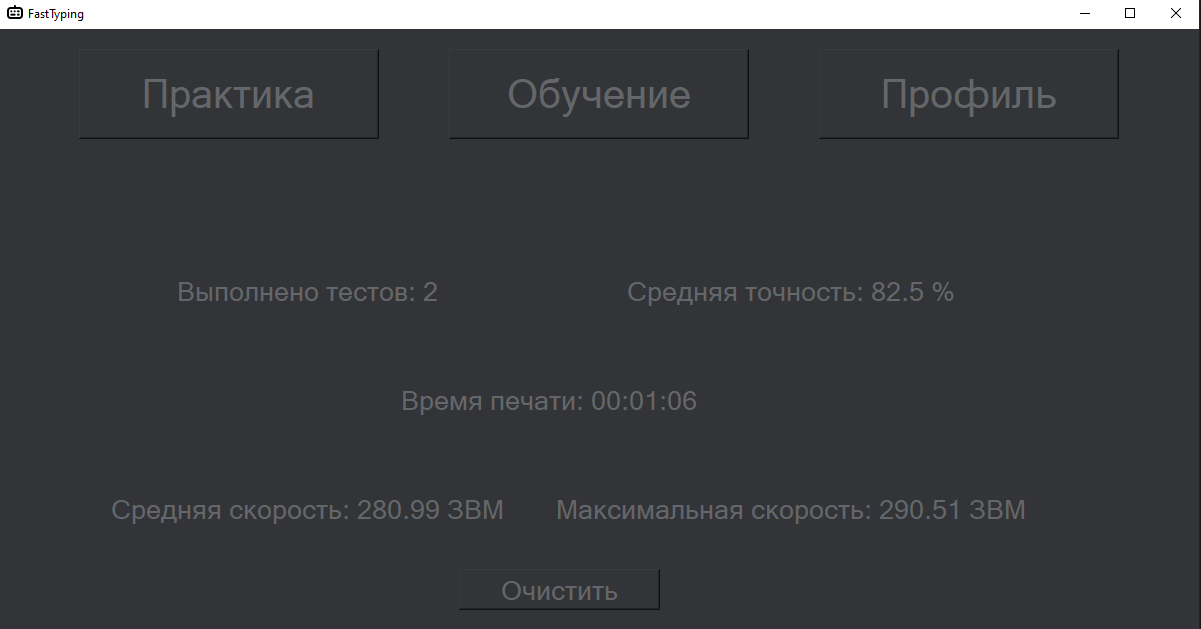 FastTyping
Практика Обучение Профиль
Выполнено тестов: 2 Средняя точность: 82.5 %
Время печати: 00:01:06
Средняя скорость: 280.99 ЗВМ Максимальная скорость: 290.51 ЗВМ
Очистить